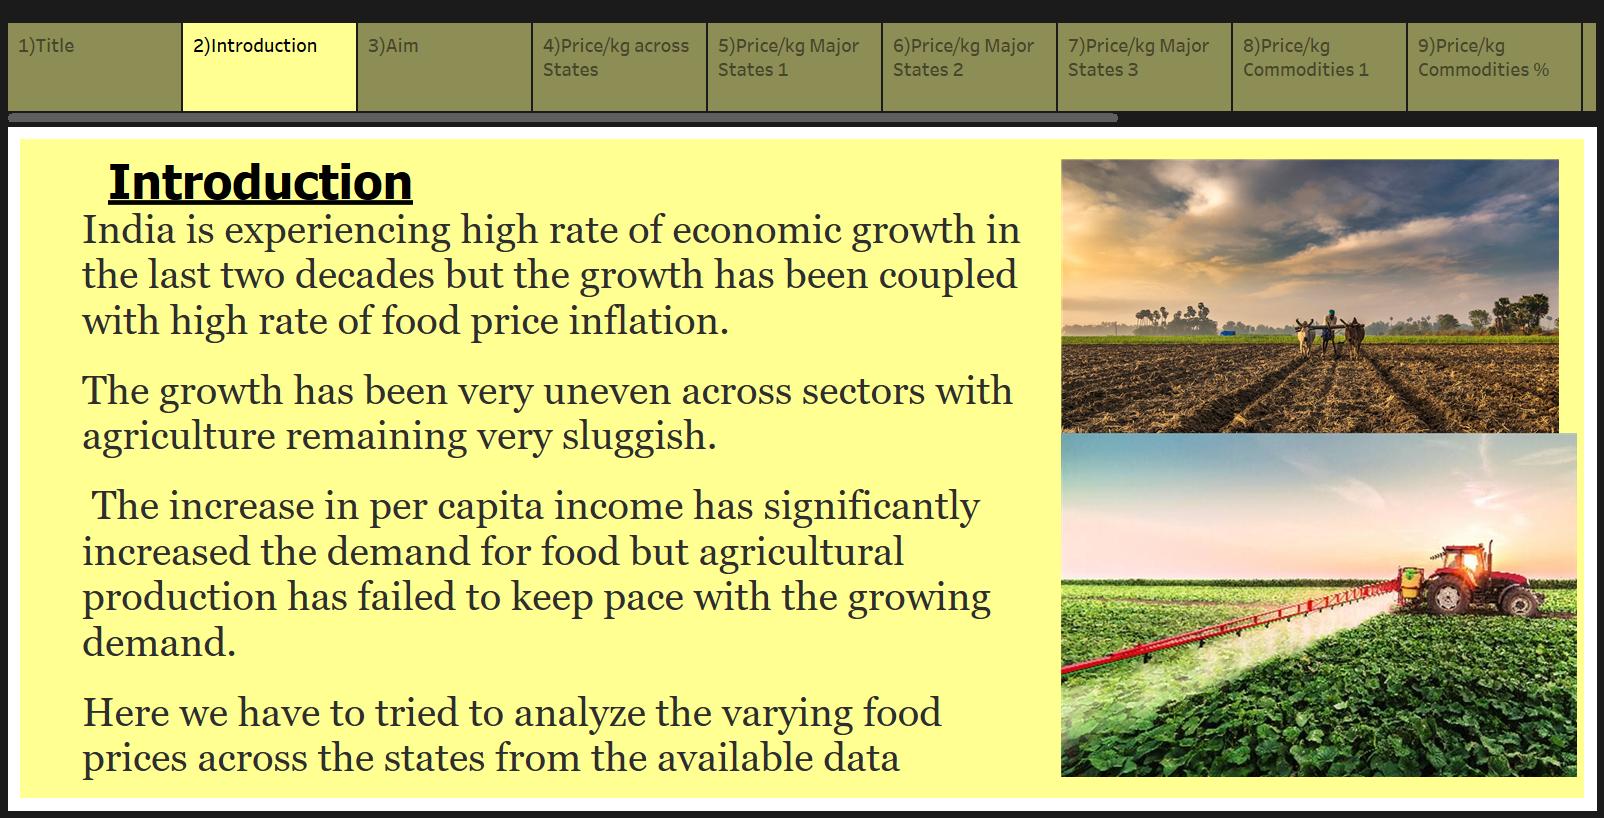 1)Title
2)Introduction
3)Aim
4)Price/kg across
States
5)Price/kg Major
States 1
6)Price/kg Major
States 2
7)Price/kg Major
States 3
8)Price/kg
Commodities 1
9)Price/kg
Commodities %
Introduction
India is experiencing high rate of economic growth in
the last two decades but the growth has been coupled
with high rate of food price inflation.
The growth has been very uneven across sectors with
agriculture remaining very sluggish.
The increase in per capita income has significantly
increased the demand for food but agricultural
production has failed to keep pace with the growing
demand.
Here we have to tried to analyze the varying food
prices across the states from the available data